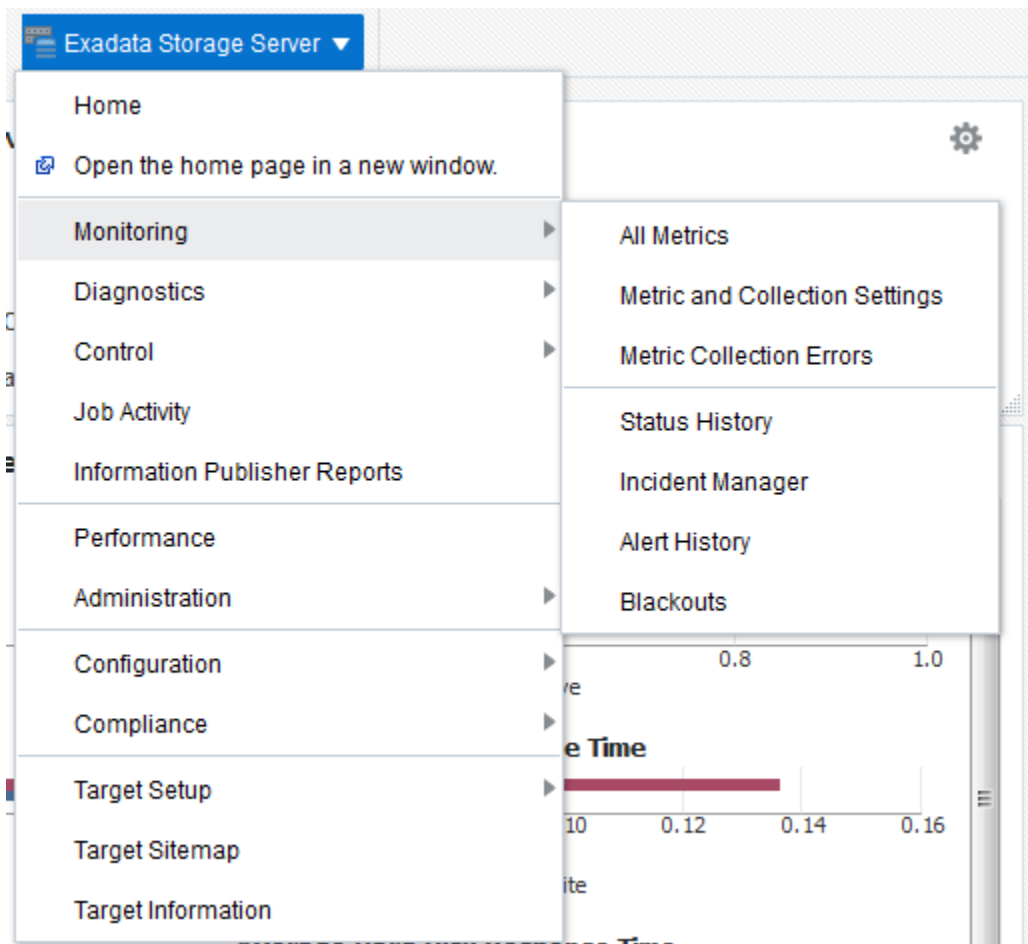 Exadata Storage Server
Home
Open the home page in a new window.
Monitoring
Diagnostics
Control
Job Activity
Information Publisher Reports
Performance
Administration
Configuration
Compliance
Target Setup
Target Sitemap
Target Information
All Metrics
Metric and Collection Settings
Metric Collection Errors
Status History
Incident Manager
Alert History
Blackouts
0.8 1.0
e Time
10 0.12 0.14 0.16